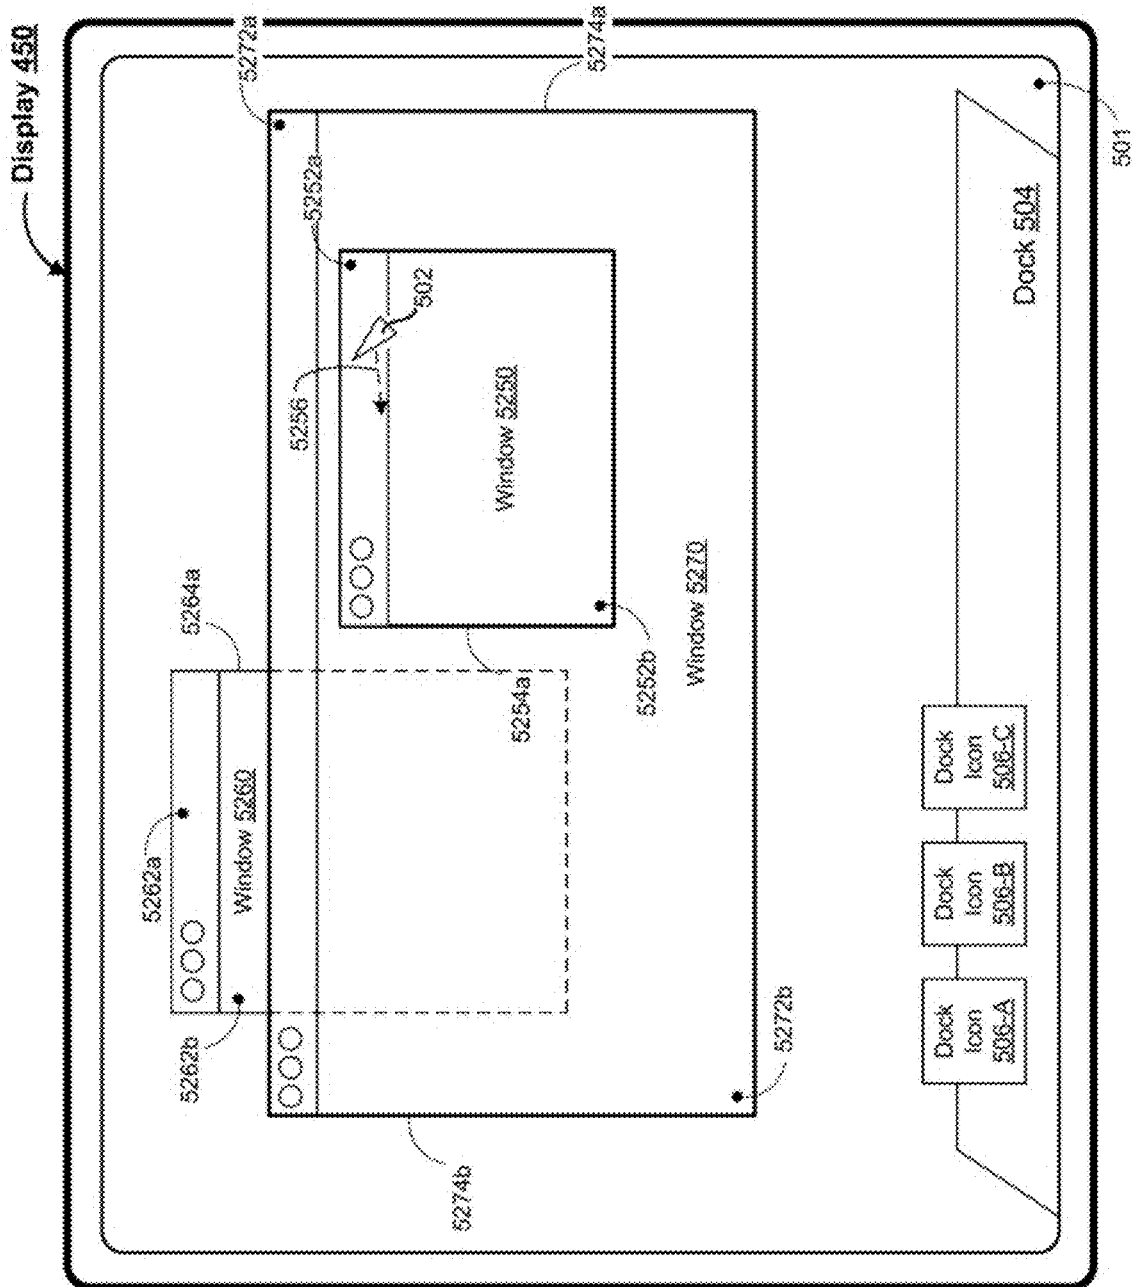 Display 450
5262a
5262b
5264a
Window 5260
5272a
5256
5252a
502
5274b
Window 5250
5254a
5274a
5252b
Window 5270
5272b
Dock
Icon
506-A
Dock
Icon
506-B
Dock
Icon
506-C
Dock 504
501